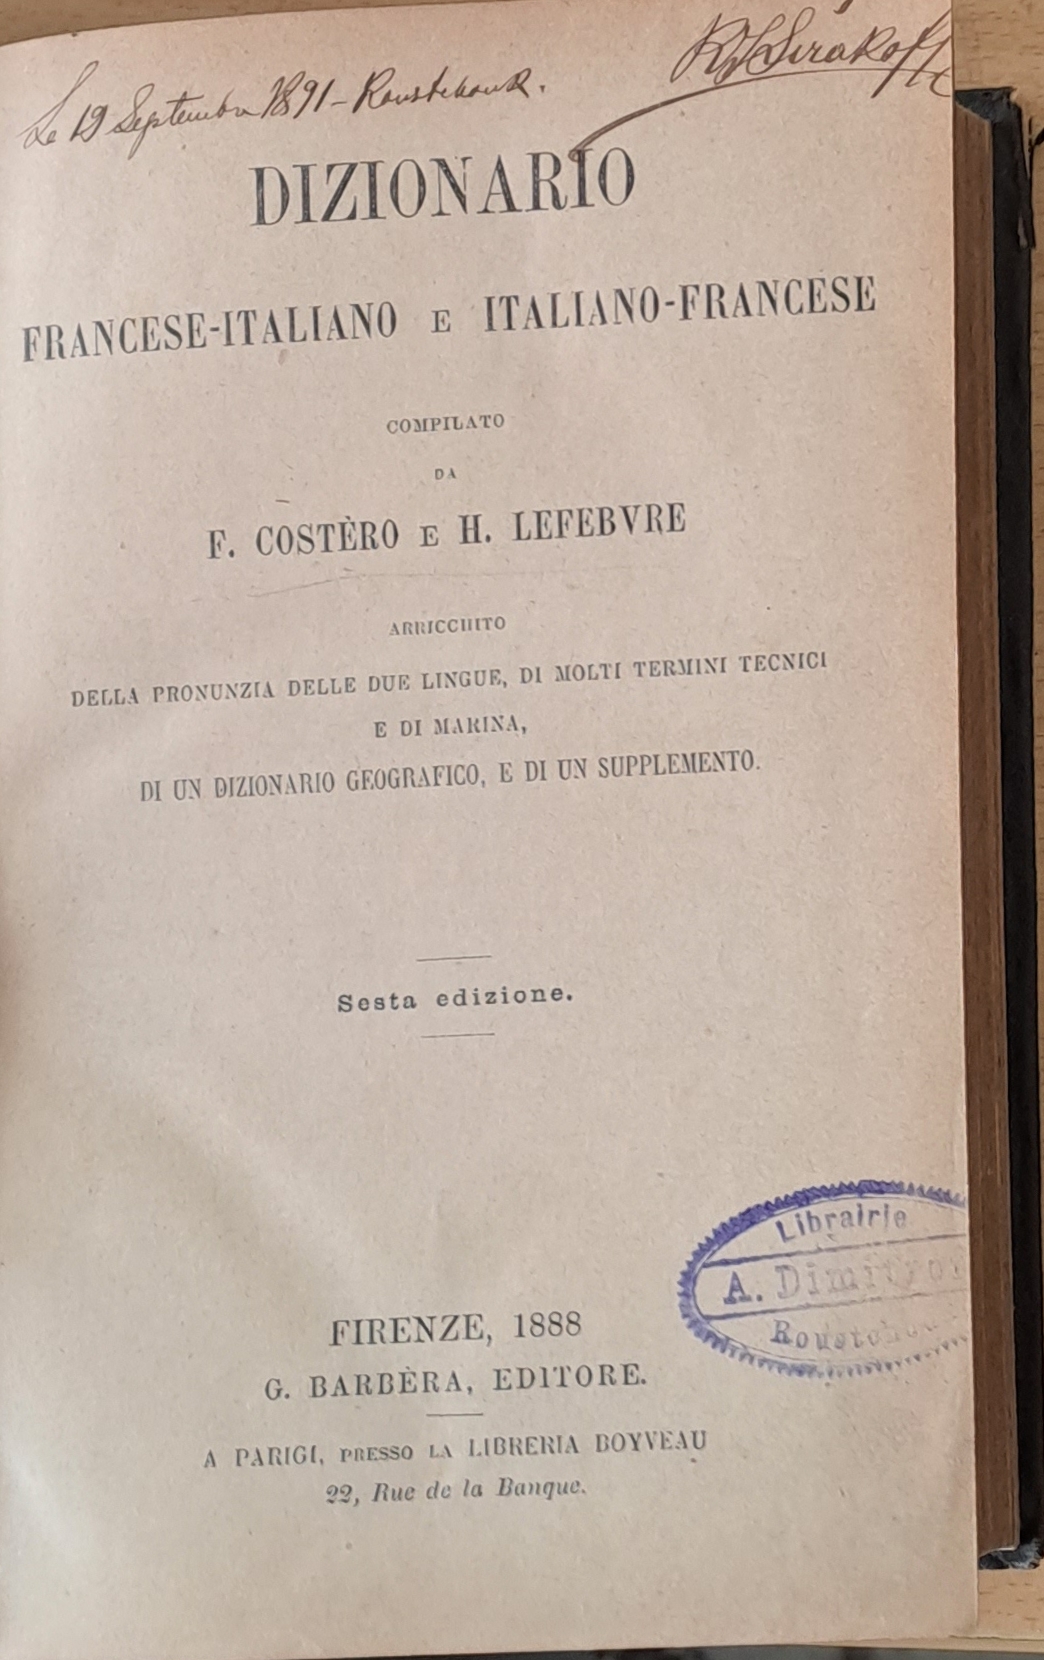 Le 19 Septembre 1891 - Roustchouk.
Sirakoff
DIZIONARIO
FRANCESE-ITALIANO E ITALIANO-FRANCESE
COMPILATO
DA
F. COSTÈRO E H. LEFEBVRE
ARRICCHITO
DELLA PRONUNZIA DELLE DUE LINGUE, DI MOLTI TERMINI TECNICI
E DI MARINA,
DI UN DIZIONARIO GEOGRAFICO, E DI UN SUPPLEMENTO.
Sesta edizione.
Librairie
A.
FIRENZE, 1888
G. BARBÈRA, EDITORE.
A PARIGI, PRESSO LA LIBRERIA BOYVEAU
22, Rue de la Banque.